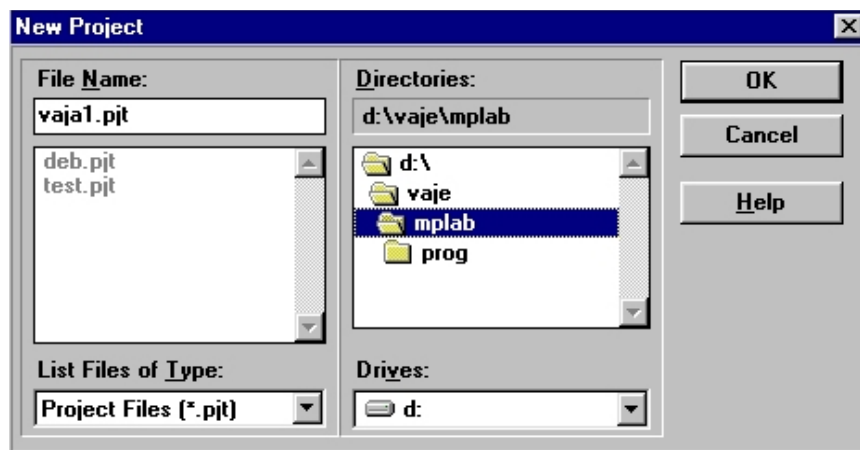 New Project
File Name:
vaja1.pjt
deb.pjt
test.pjt
List Files of Type:
Project Files (*.pjt)
Directories:
d:\vaje\mplab
d:\
vaje
mplab
prog
Drives:
d:
OK
Cancel
Help